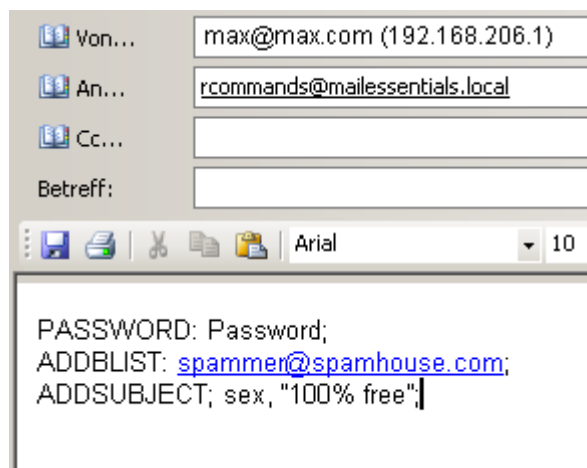 Von... max@max.com (192.168.206.1)
An... rcommands@mailessentials.local
Cc...
Betreff:
Arial 10
PASSWORD: Password;
ADDBLIST: spammer@spamhouse.com;
ADDSUBJECT; sex, "100% free";